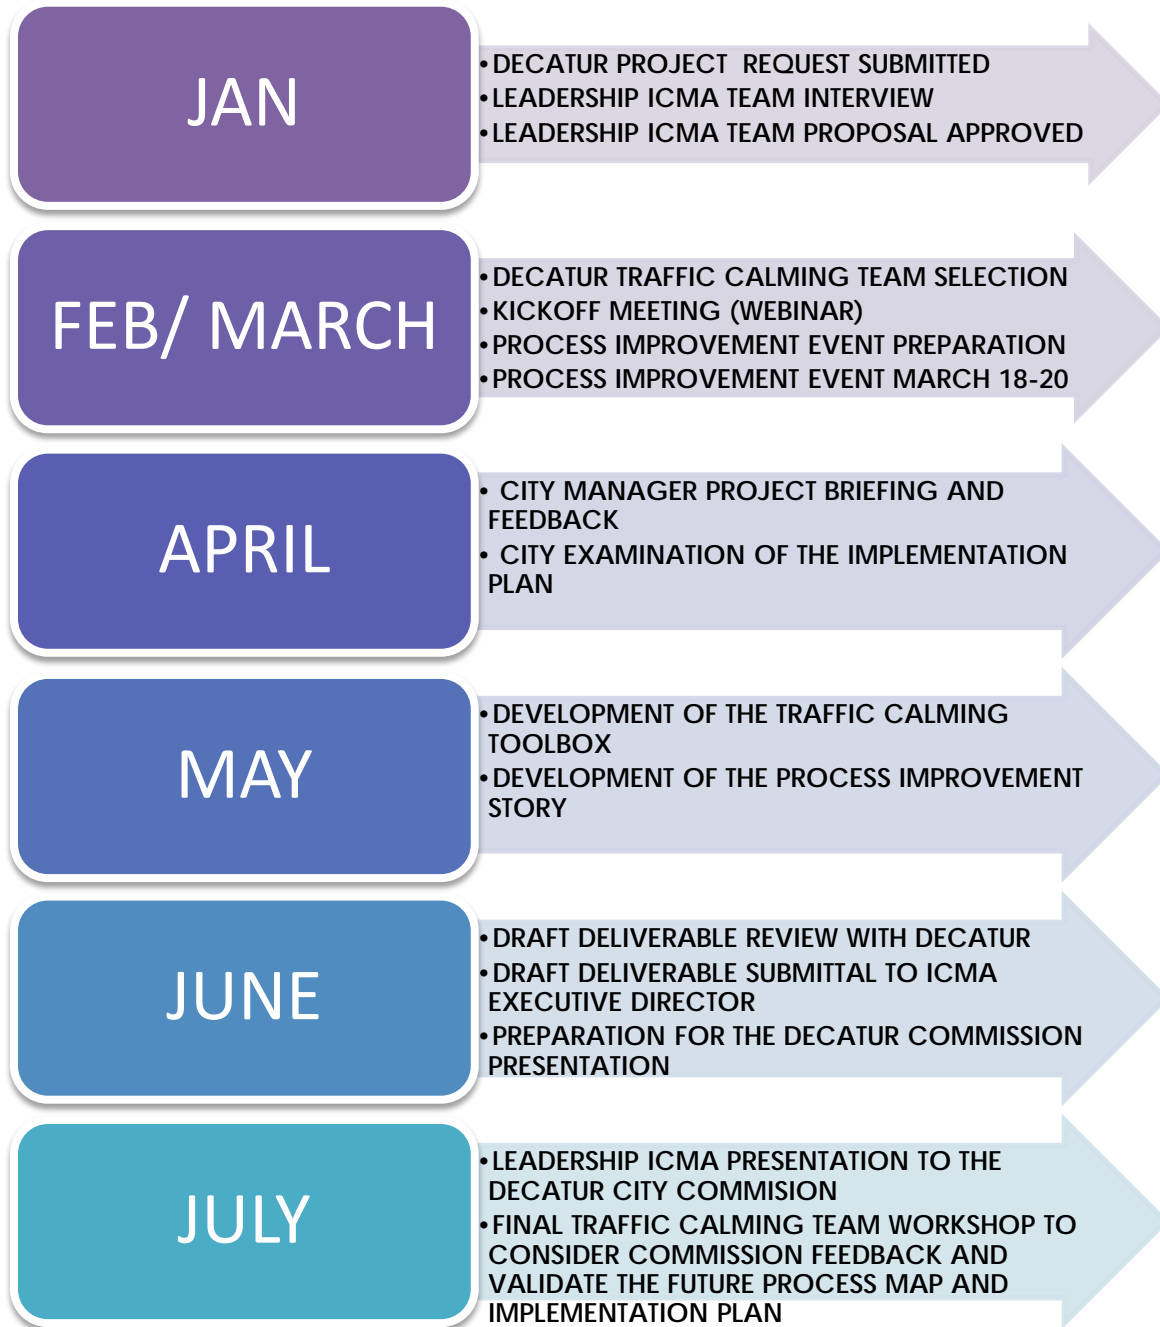 JAN
•DECATUR PROJECT REQUEST SUBMITTED
•LEADERSHIP ICMA TEAM INTERVIEW
•LEADERSHIP ICMA TEAM PROPOSAL APPROVED
FEB/ MARCH
•DECATUR TRAFFIC CALMING TEAM SELECTION
•KICKOFF MEETING (WEBINAR)
•PROCESS IMPROVEMENT EVENT PREPARATION
•PROCESS IMPROVEMENT EVENT MARCH 18-20
APRIL
• CITY MANAGER PROJECT BRIEFING AND
FEEDBACK
• CITY EXAMINATION OF THE IMPLEMENTATION
PLAN
MAY
•DEVELOPMENT OF THE TRAFFIC CALMING
TOOLBOX
•DEVELOPMENT OF THE PROCESS IMPROVEMENT
STORY
JUNE
•DRAFT DELIVERABLE REVIEW WITH DECATUR
•DRAFT DELIVERABLE SUBMITTAL TO ICMA
EXECUTIVE DIRECTOR
•PREPARATION FOR THE DECATUR COMMISSION
PRESENTATION
JULY
•LEADERSHIP ICMA PRESENTATION TO THE
DECATUR CITY COMMISION
•FINAL TRAFFIC CALMING TEAM WORKSHOP TO
CONSIDER COMMISSION FEEDBACK AND
VALIDATE THE FUTURE PROCESS MAP AND
IMPLEMENTATION PLAN